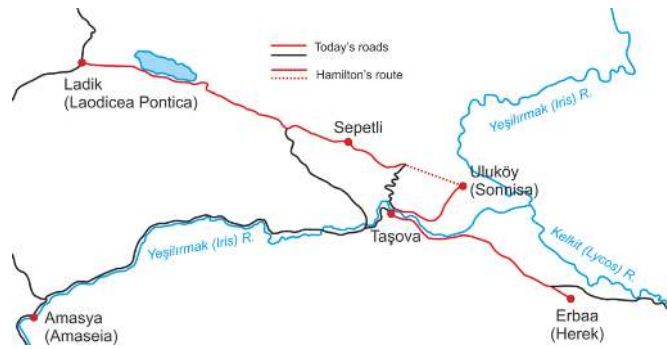 Today's roads
Hamilton's route
Ladik
(Laodicea Pontica)
Sepetli
Yeşilırmak (Iris) R.
Uluköy
(Sonnisa)
Taşova
Yeşilırmak (Iris) R.
Kelkit (Lycos) R.
Erbaa
(Herek)
Amasya
(Amaseia)